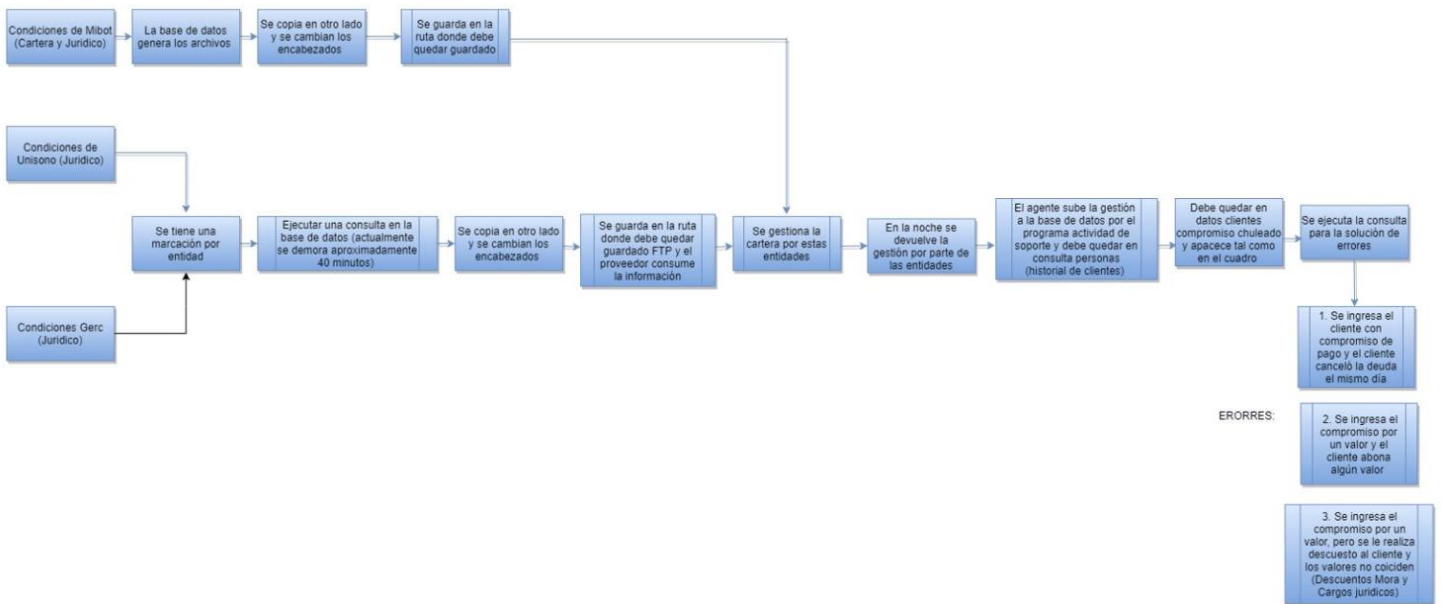 Condiciones de Mibot
(Cartera y Juridico)
La base de datos
genera los archivos
Se copia en otro lado
y se cambian los
encabezados
Se guarda en la
ruta donde debe
quedar guardado
Condiciones de
Unisono (Juridico)
Se tiene una
marcación por
entidad
Ejecutar una consulta en la
base de datos (actualmente
se demora aproximadamente
40 minutos)
Se copia en otro lado
y se cambian los
encabezados
Se guarda en la ruta
donde debe quedar
guardado FTP y el
proveedor consume
la información
Se gestiona la
cartera por estas
entidades
En la noche se
devuelve la
gestión por parte
de las entidades
El agente sube la gestión
a la base de datos por el
programa actividad de
soporte y debe quedar en
consulta personas
(historial de clientes)
Debe quedar en
datos clientes
compromiso chuleado
y apacece tal como
en el cuadro
Se ejecuta la consulta
para la solución de
errores
Condiciones Gerc
(Juridico)
1. Se ingresa el
cliente con
compromiso de
pago y el cliente
canceló la deuda
el mismo día
ERORRES:
2. Se ingresa el
compromiso por
un valor y el
cliente abona
algún valor
3. Se ingresa el
compromiso por un
valor, pero se le realiza
descuesto al cliente y
los valores no coiciden
(Descuentos Mora y
Cargos juridicos)